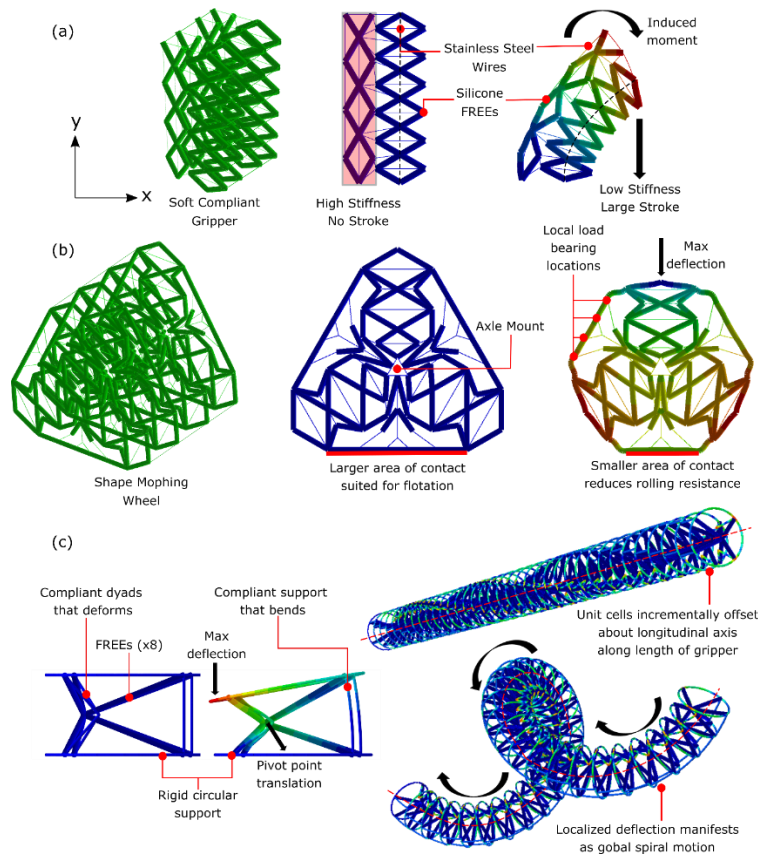 (a)
Induced
moment
Stainless Steel
Wires
Silicone
FREEs
y
x
Soft Compliant
Gripper
High Stiffness
No Stroke
Low Stiffness
Large Stroke
(b)
Local load
bearing
locations
Max
deflection
Axle Mount
Shape Mophing
Wheel
Larger area of contact
suited for flotation
Smaller area of contact
reduces rolling resistance
(c)
Compliant dyads
that deforms
FREEs (x8)
Compliant support
that bends
Max
deflection
Unit cells incrementally offset
about longitudinal axis
along length of gripper
Pivot point
translation
Rigid circular
support
Localized deflection manifests
as gobal spiral motion